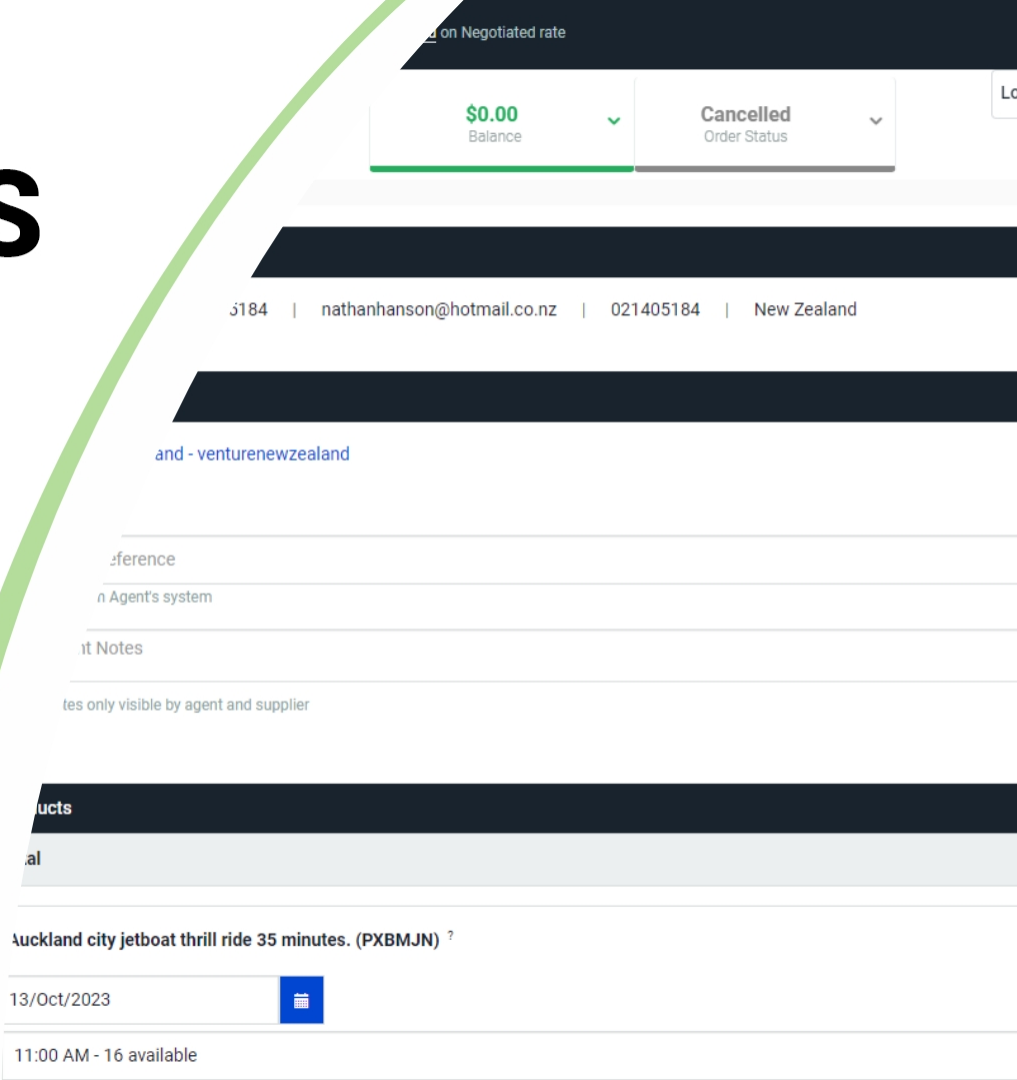 on Negotiated rate
$0.00
Balance
Cancelled
Order Status
Lo
S
5184 | nathanhanson@hotmail.co.nz | 021405184 | New Zealand
and - venturenewzealand
eference
n Agent's system
nt Notes
tes only visible by agent and supplier
ucts
tal
Auckland city jetboat thrill ride 35 minutes. (PXBMJN) ?
13/Oct/2023
11:00 AM - 16 available